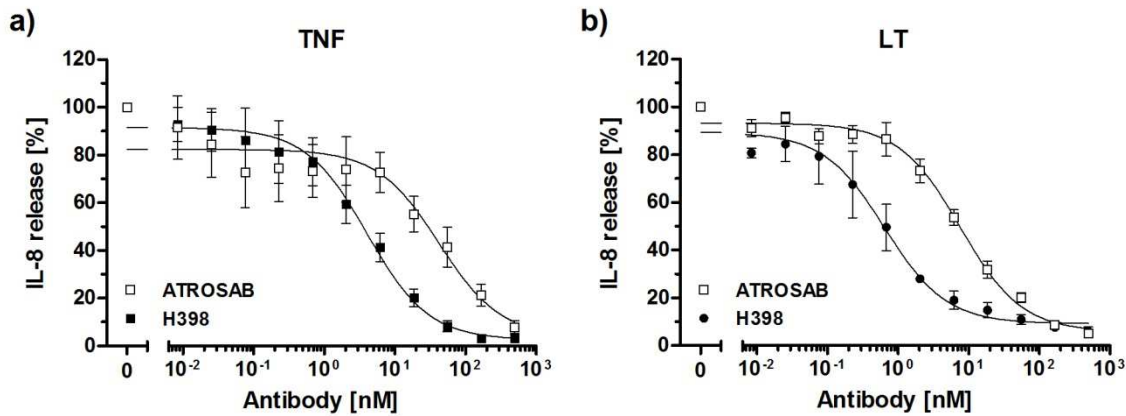 a)
TNF
IL-8 release [%]
120
100
80
60
40
20
0
ATROSAB
H398
0
10⁻²
10⁻¹
10⁰
10¹
10²
10³
Antibody [nM]
b)
LT
IL-8 release [%]
120
100
80
60
40
20
0
ATROSAB
H398
0
10⁻²
10⁻¹
10⁰
10¹
10²
10³
Antibody [nM]